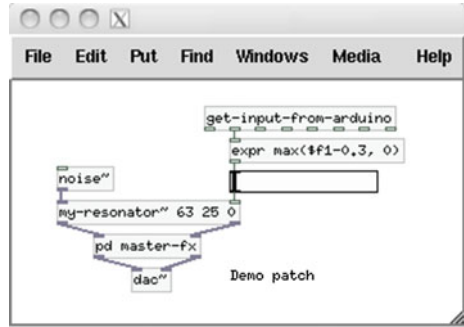 X
File Edit Put Find Windows Media Help
get-input-from-arduino
expr max($f1-0.3, 0)
noise~
my-resonator~ 63 25 0
pd master-fx
dac~
Demo patch